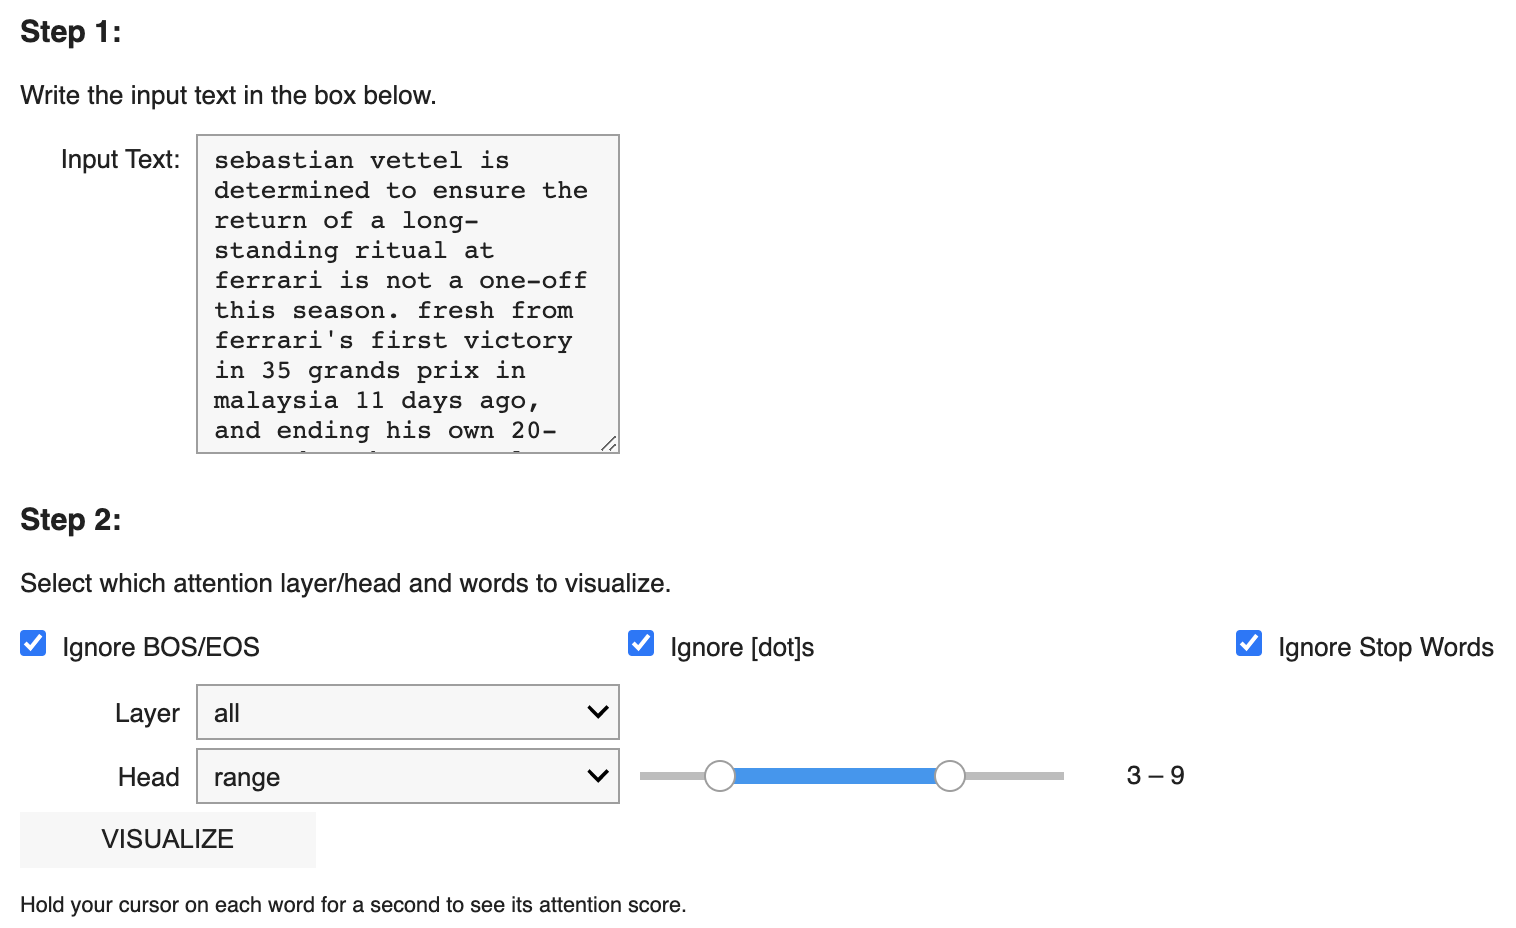 Step 1:
Write the input text in the box below.
Input Text:
sebastian vettel is
determined to ensure the
return of a long-
standing ritual at
ferrari is not a one-off
this season. fresh from
ferrari's first victory
in 35 grands prix in
malaysia 11 days ago,
and ending his own 20-
Step 2:
Select which attention layer/head and words to visualize.
Ignore BOS/EOS Ignore [dot]s Ignore Stop Words
Layer all
Head range 3 – 9
VISUALIZE
Hold your cursor on each word for a second to see its attention score.